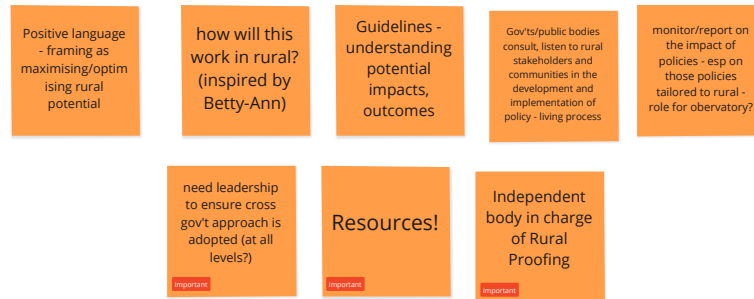 Positive language
- framing as
maximising/optim
ising rural
potential
how will this
work in rural?
(inspired by
Betty-Ann)
Guidelines -
understanding
potential
impacts,
outcomes
Gov'ts/public bodies
consult, listen to rural
stakeholders and
communities in the
development and
implementation of
policy - living process
monitor/report on
the impact of
policies - esp on
those policies
tailored to rural -
role for obervatory?
need leadership
to ensure cross
gov't approach is
adopted (at all
levels?)
important
Resources!
important
Independent
body in charge
of Rural
Proofing
important